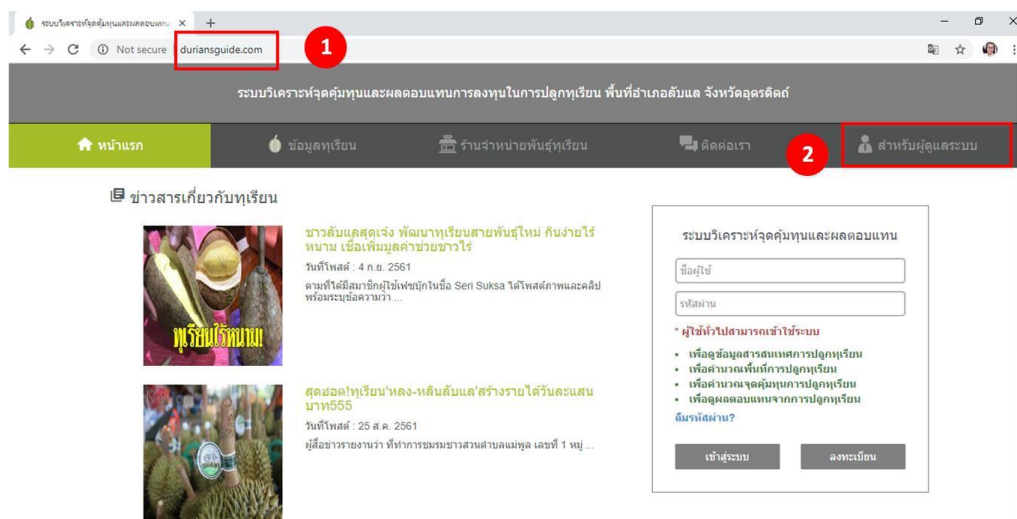 ระบบวิเคราะห์จุดคุ้มทุนและผลตอบแทน
Not secure
duriansguide.com
1
ระบบวิเคราะห์จุดคุ้มทุนและผลตอบแทนการลงทุนในการปลูกทุเรียน พื้นที่อำเภอลับแล จังหวัดอุตรดิตถ์
หน้าแรก
ข้อมูลทุเรียน
ร้านจำหน่ายพันธุ์ทุเรียน
ติดต่อเรา
2
สำหรับผู้ดูแลระบบ
ข่าวสารเกี่ยวกับทุเรียน
ทุเรียนไร้หนาม!
ชาวลับแลสุดเจ๋ง พัฒนาทุเรียนสายพันธุ์ใหม่ กินง่ายไร้
หนาม เชื่อเพิ่มมูลค่าช่วยชาวไร่
วันที่โพสต์ : 4 ก.ย. 2561
ตามที่ได้มีสมาชิกผู้ใช้เฟซบุ๊กในชื่อ Seri Suksa ได้โพสต์ภาพและคลิป
พร้อมระบุข้อความว่า ...
สุดฮอต!ทุเรียน'หลง-หลินลับแล'สร้างรายได้วันละแสน
บาท555
วันที่โพสต์ : 25 ส.ค. 2561
ผู้สื่อข่าวรายงานว่า ที่ทำการชมรมชาวสวนตำบลแม่พูล เลขที่ 1 หมู่ ...
ระบบวิเคราะห์จุดคุ้มทุนและผลตอบแทน
ชื่อผู้ใช้
รหัสผ่าน
* ผู้ใช้ทั่วไปสามารถเข้าใช้ระบบ
• เพื่อดูข้อมูลสารสนเทศการปลูกทุเรียน
• เพื่อคำนวณพื้นที่การปลูกทุเรียน
• เพื่อคำนวณจุดคุ้มทุนการปลูกทุเรียน
• เพื่อดูผลตอบแทนจากการปลูกทุเรียน
ลืมรหัสผ่าน?
เข้าสู่ระบบ
ลงทะเบียน